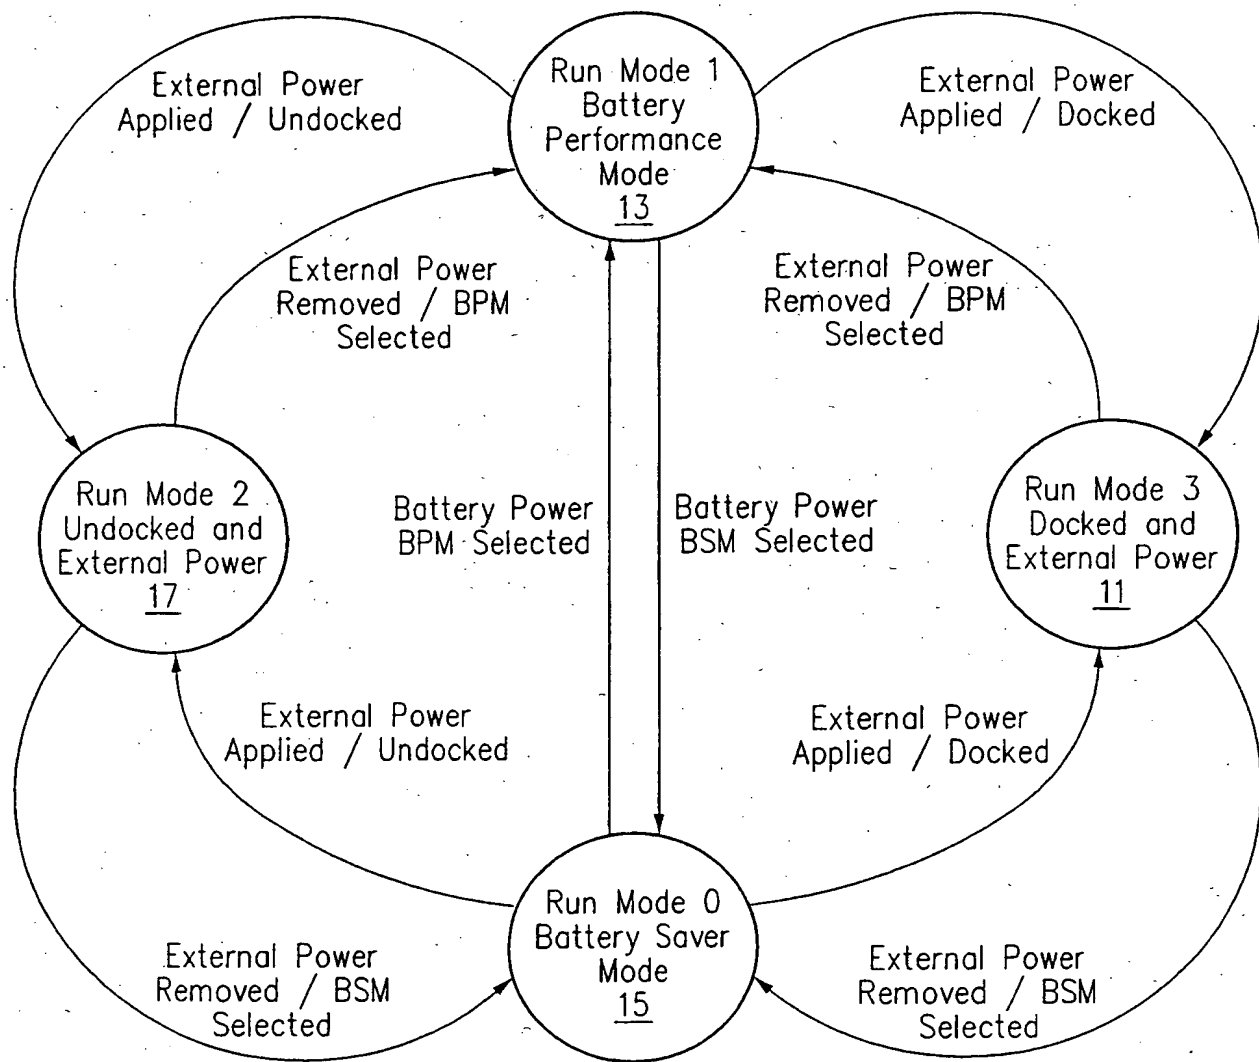 External Power
Applied / Undocked
Run Mode 1
Battery
Performance
Mode
13
External Power
Applied / Docked
External Power
Removed / BPM
Selected
External Power
Removed / BPM
Selected
Run Mode 2
Undocked and
External Power
17
Battery Power
BPM Selected
Battery Power
BSM Selected
Run Mode 3
Docked and
External Power
11
External Power
Applied / Undocked
External Power
Applied / Docked
External Power
Removed / BSM
Selected
Run Mode 0
Battery Saver
Mode
15
External Power
Removed / BSM
Selected